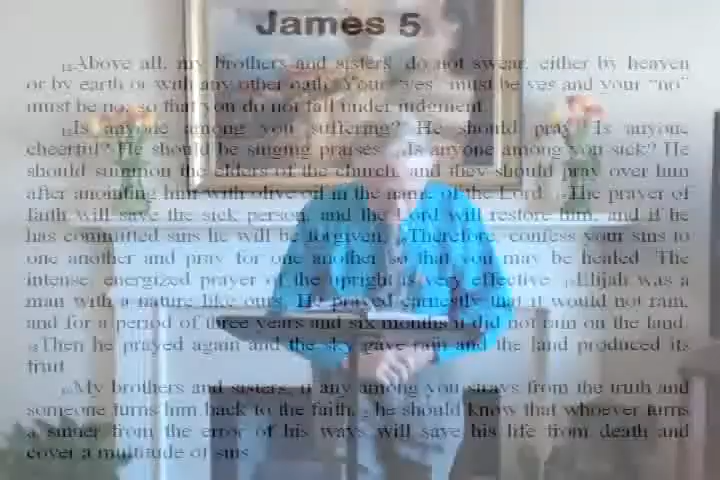 James 5
12Above all, my brothers and sisters, do not swear, either by heaven
or by earth or with any other oath. Your "yes" must be yes and your "no"
must be no, so that you do not fall under judgment.
13Is anyone among you suffering? He should pray. Is anyone
cheerful? He should be singing praises. 14Is anyone among you sick? He
should summon the elders of the church, and they should pray over him
after anointing him with olive oil in the name of the Lord. 15The prayer of
faith will save the sick person, and the Lord will restore him, and if he
has committed sins he will be forgiven. 16Therefore confess your sins to
one another and pray for one another so that you may be healed. The
intense, energized prayer of the upright is very effective. 17Elijah was a
man with a nature like ours. He prayed earnestly that it would not rain,
and for a period of three years and six months it did not rain on the land.
18Then he prayed again and the sky gave rain and the land produced its
fruit.
19My brothers and sisters, if any among you strays from the truth and
someone turns him back to the faith, 20he should know that whoever turns
a sinner from the error of his ways will save his life from death and
cover a multitude of sins.